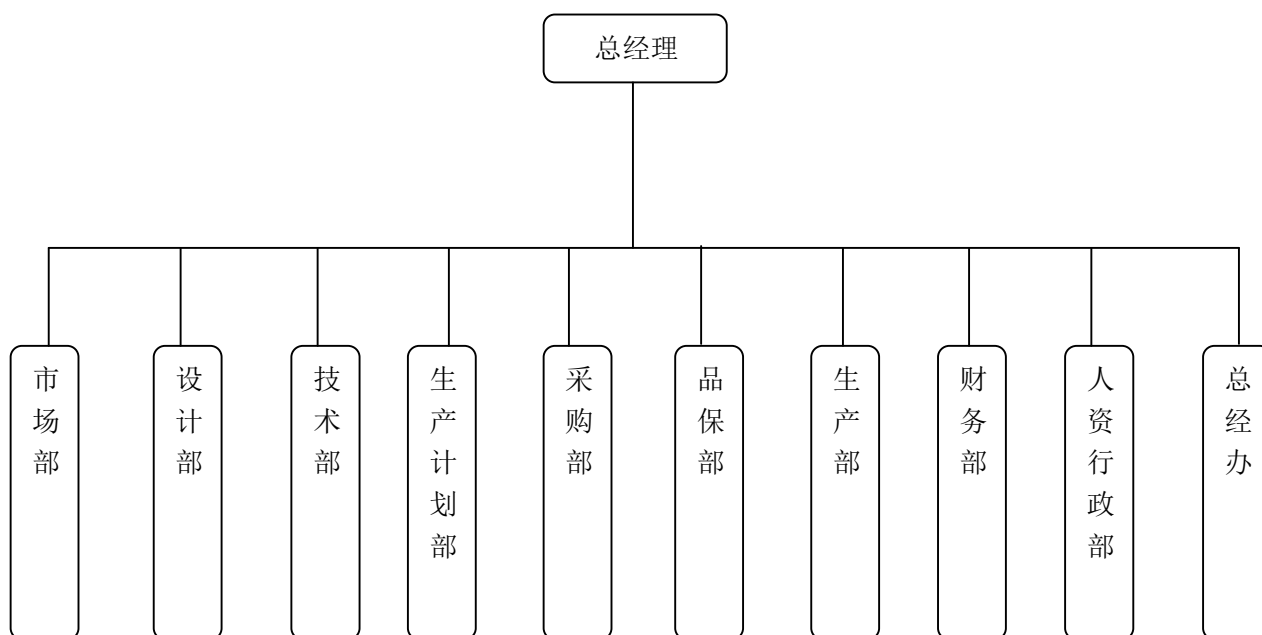 总经理
市场部
设计部
技术部
生产计划部
采购部
品保部
生产部
财务部
人资行政部
总经办